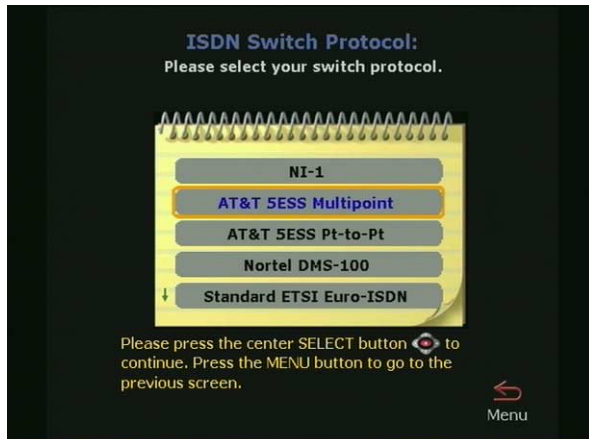 ISDN Switch Protocol:
Please select your switch protocol.
NI-1
AT&T 5ESS Multipoint
AT&T 5ESS Pt-to-Pt
Nortel DMS-100
Standard ETSI Euro-ISDN
Please press the center SELECT button to
continue. Press the MENU button to go to the
previous screen.
Menu